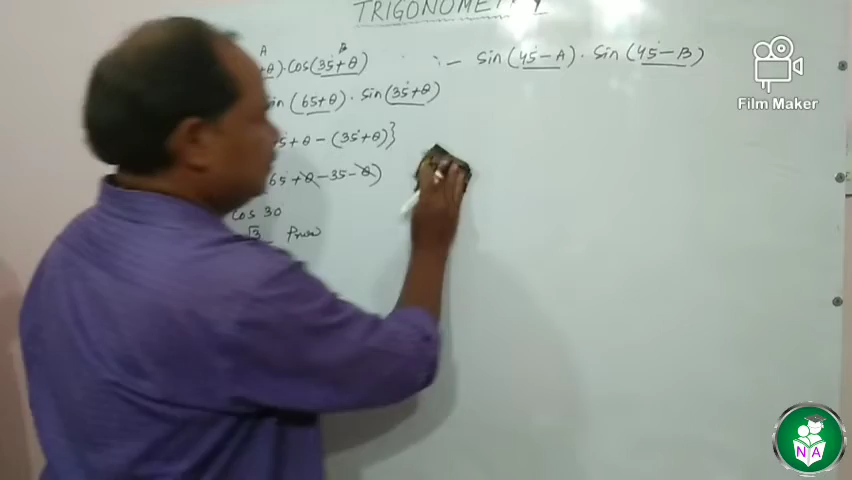 TRIGONOMETRY
A B
+θ)·cos(35°+θ) :- Sin(45°-A)·Sin(45°-B)
in (65+θ)·Sin(35°+θ)
5°+θ-(35°+θ)}
65°+θ-35-θ)
Cos 30
√3
Film Maker
NA